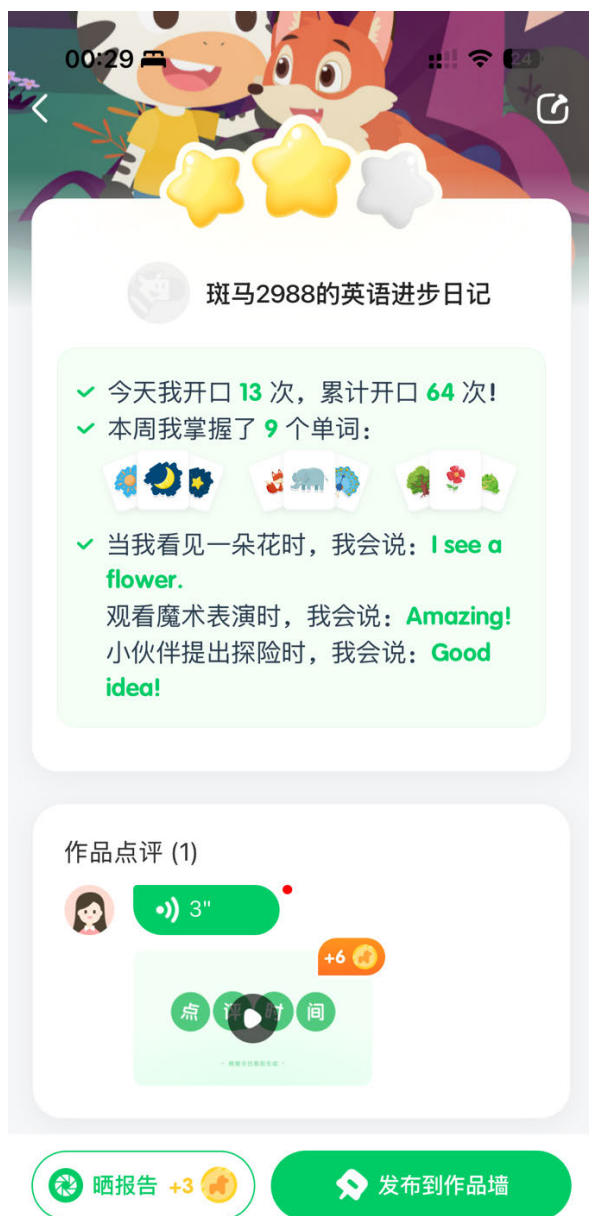 00:29
24
斑马2988的英语进步日记
今天我开口 13 次，累计开口 64 次！
本周我掌握了 9 个单词：
当我看见一朵花时，我会说：I see a
flower.
观看魔术表演时，我会说：Amazing!
小伙伴提出探险时，我会说：Good
idea!
作品点评 (1)
3"
+6
点评时间
晒报告 +3
发布到作品墙